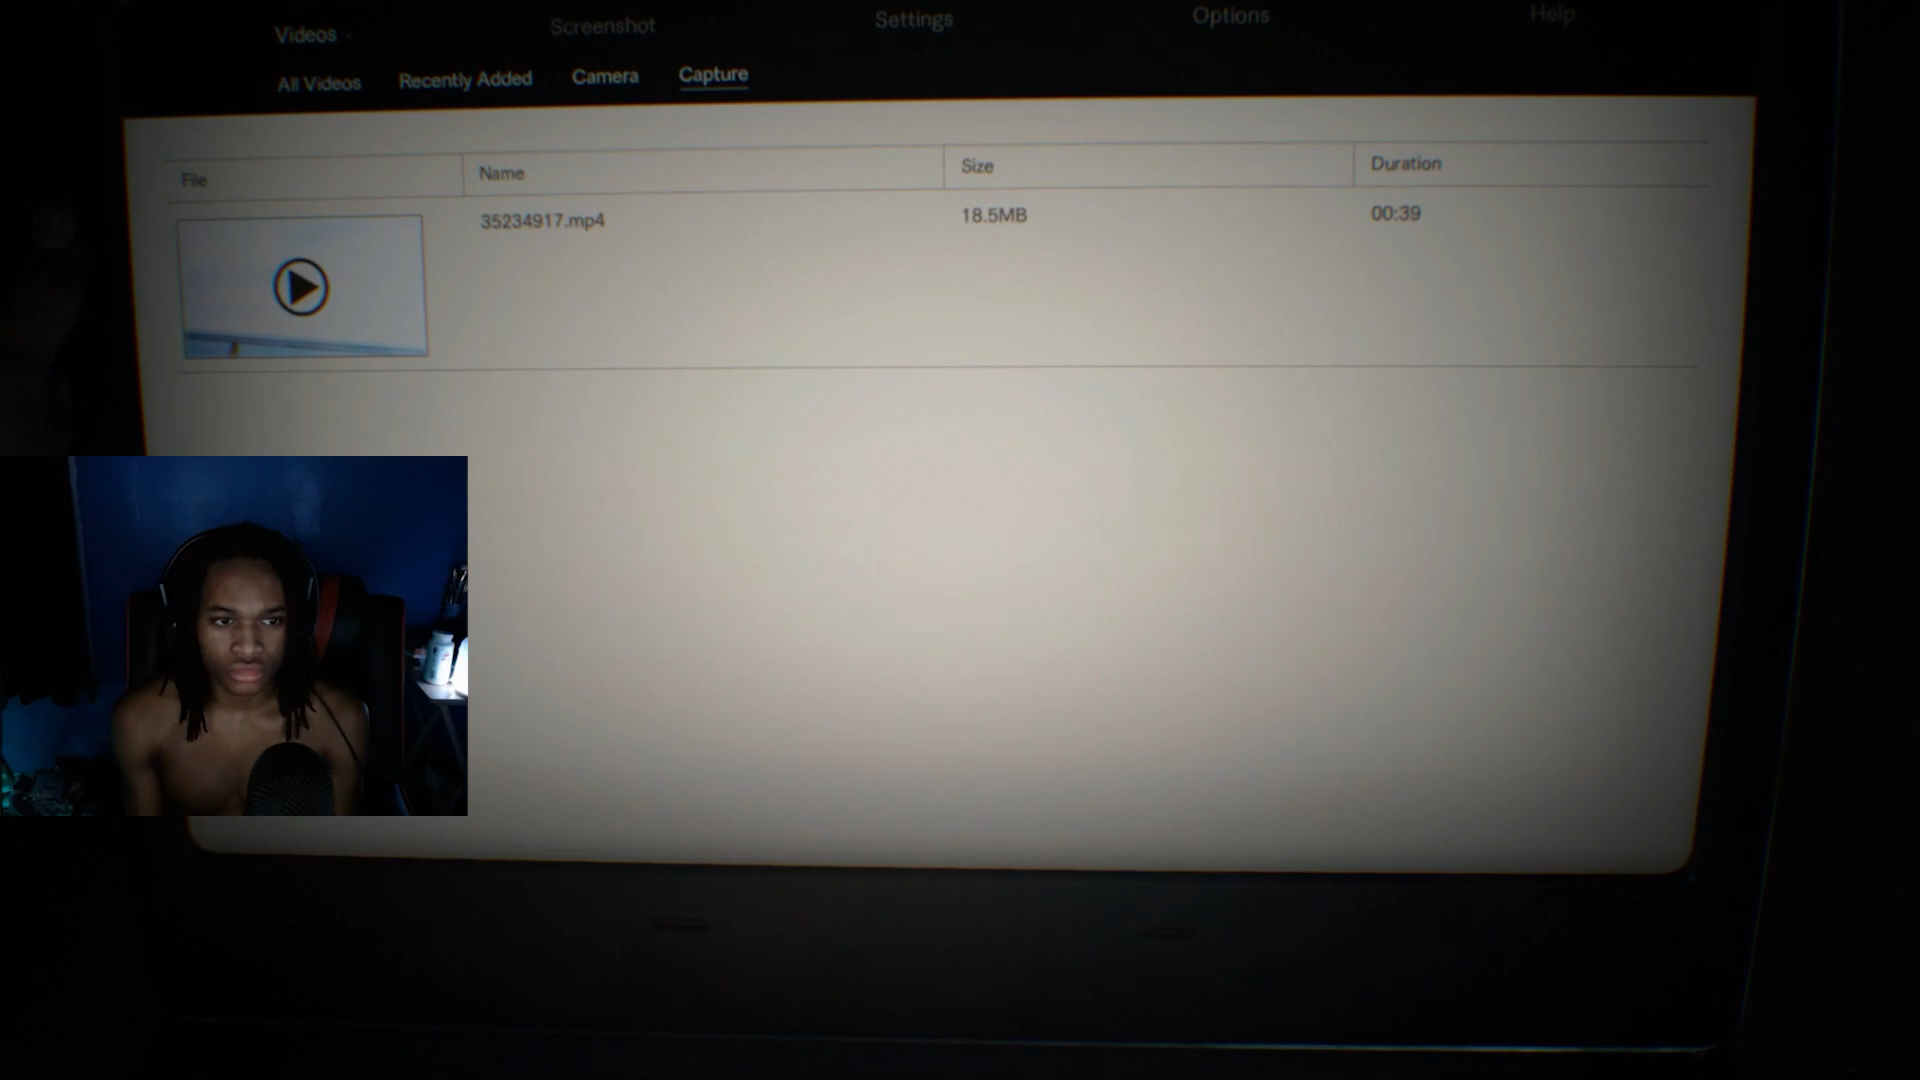 Videos
Screenshot
Settings
Options
Help
All Videos
Recently Added
Camera
Capture
File
Name
Size
Duration
35234917.mp4
18.5MB
00:39